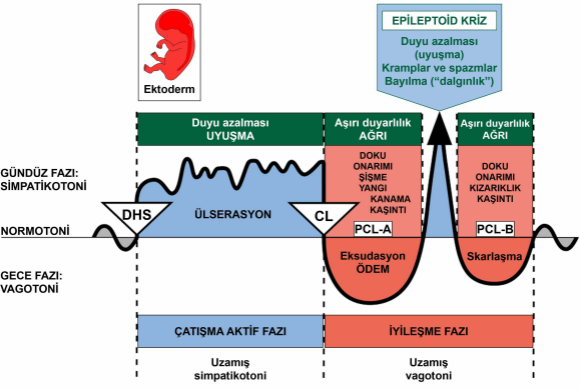 EPİLEPTOİD KRİZ
Duyu azalması
(uyuşma)
Kramplar ve spazmlar
Bayılma (“dalgınlık”)
Ektoderm
Duyu azalması
UYUŞMA
Aşırı duyarlılık
AĞRI
Aşırı duyarlılık
AĞRI
GÜNDÜZ FAZI:
SİMPATİKOTONİ
DOKU
ONARIMI
ŞİŞME
YANGI
KANAMA
KAŞINTI
DOKU
ONARIMI
KIZARIKLIK
KAŞINTI
DHS
ÜLSERASYON
CL
PCL-A
PCL-B
NORMOTONİ
Eksudasyon
ÖDEM
Skarlaşma
GECE FAZI:
VAGOTONİ
ÇATIŞMA AKTİF FAZI
İYİLEŞME FAZI
Uzamış
simpatikotoni
Uzamış
vagotoni